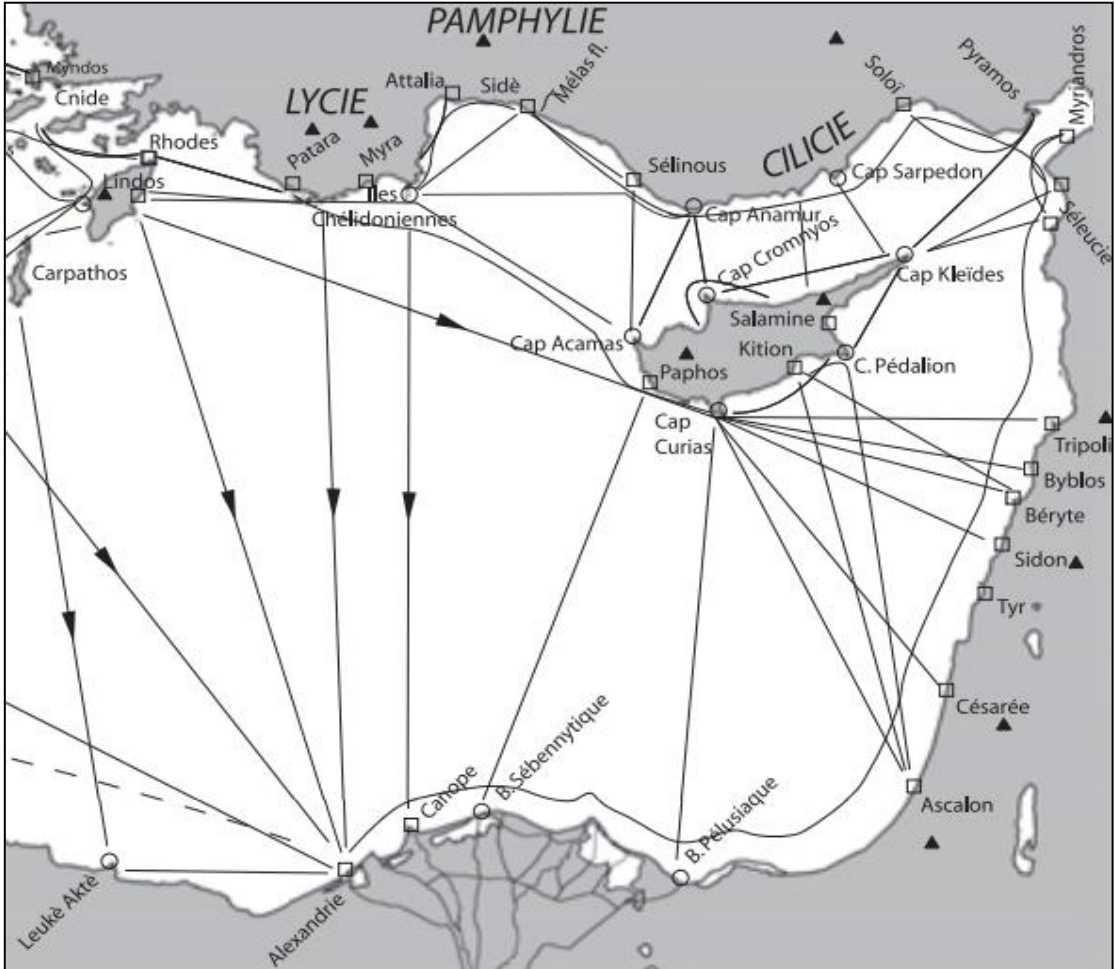 PAMPHYLIE
Myndos
Cnide
Rhodes
Lindos
LYCIE
Patara
Myra
Attalia
Sidè
Mélas fl.
Îles
Chélidoniennes
Sélinous
CILICIE
Soloï
Pyramos
Myriandros
Cap Sarpedon
Cap Anamur
Cap Cromnyos
Séleucie
Cap Kleïdes
Carpathos
Cap Acamas
Salamine
Kition
C. Pédalion
Paphos
Cap
Curias
Tripoli
Byblos
Béryte
Sidon
Tyr
Césarée
Ascalon
Canope
B. Sébennytique
B. Pélusiaque
Leukè Aktè
Alexandrie